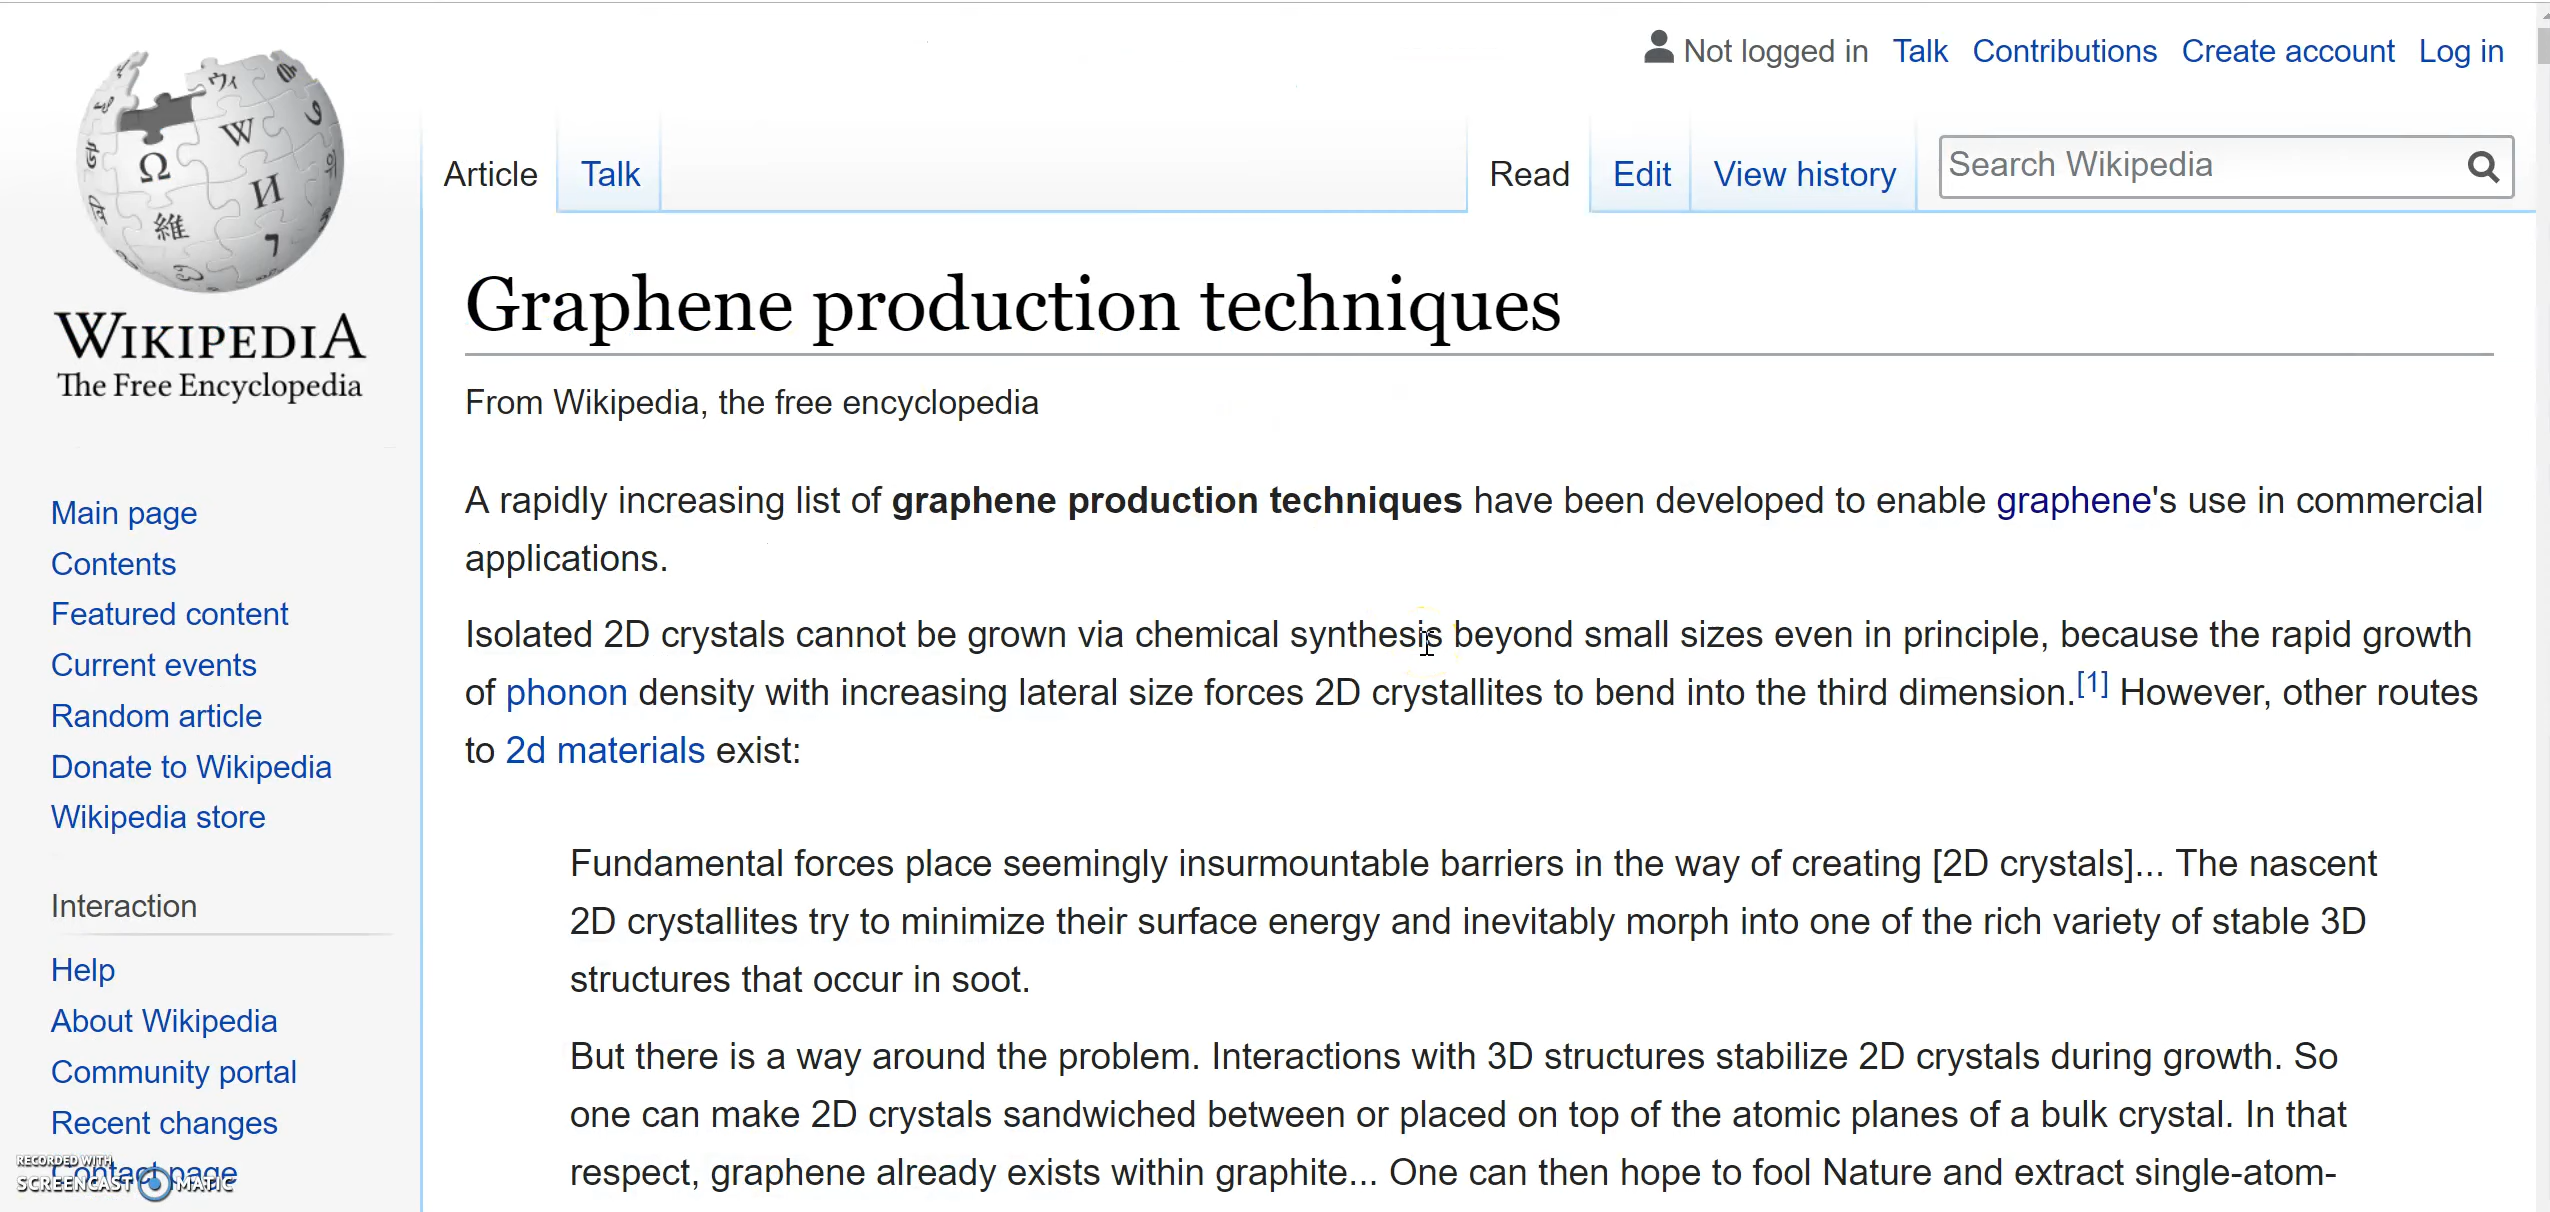 Not logged in Talk Contributions Create account Log in
Article Talk Read Edit View history Search Wikipedia
WIKIPEDIA
The Free Encyclopedia
Main page
Contents
Featured content
Current events
Random article
Donate to Wikipedia
Wikipedia store
Interaction
Help
About Wikipedia
Community portal
Recent changes
Contact page
RECORDED WITH
SCREENCAST MATIC
Graphene production techniques
From Wikipedia, the free encyclopedia
A rapidly increasing list of graphene production techniques have been developed to enable graphene's use in commercial
applications.
Isolated 2D crystals cannot be grown via chemical synthesis beyond small sizes even in principle, because the rapid growth
of phonon density with increasing lateral size forces 2D crystallites to bend into the third dimension.[1] However, other routes
to 2d materials exist:
Fundamental forces place seemingly insurmountable barriers in the way of creating [2D crystals]... The nascent
2D crystallites try to minimize their surface energy and inevitably morph into one of the rich variety of stable 3D
structures that occur in soot.
But there is a way around the problem. Interactions with 3D structures stabilize 2D crystals during growth. So
one can make 2D crystals sandwiched between or placed on top of the atomic planes of a bulk crystal. In that
respect, graphene already exists within graphite... One can then hope to fool Nature and extract single-atom-